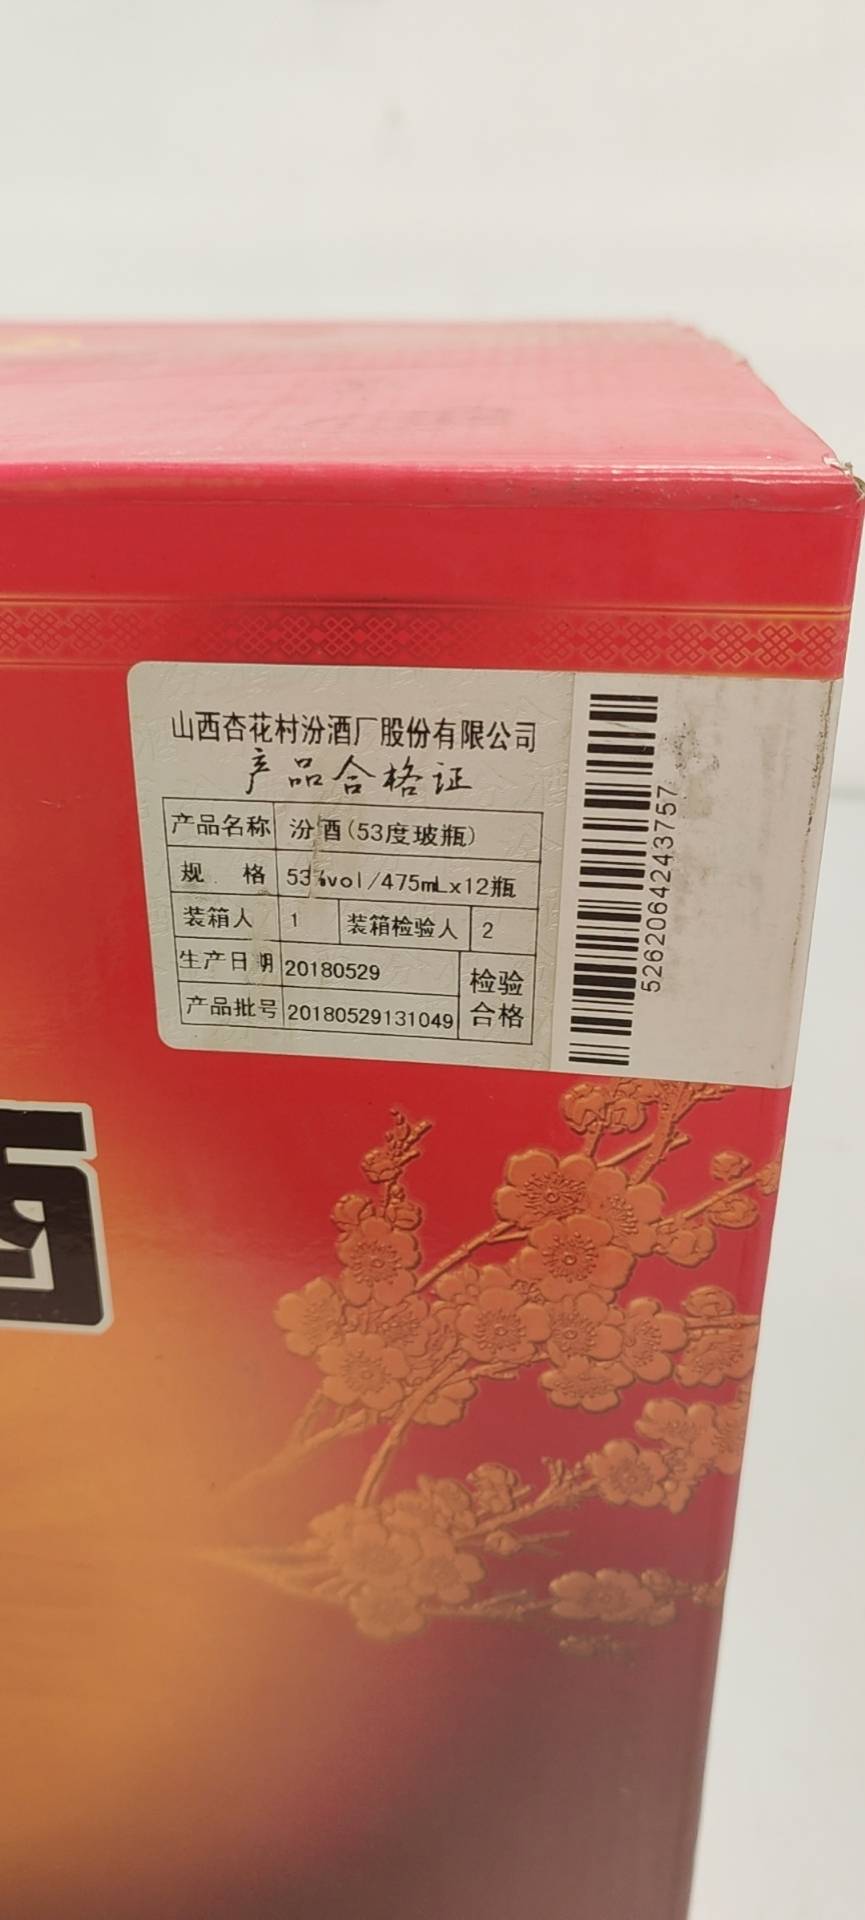 山西杏花村汾酒厂股份有限公司
产品合格证
产品名称 汾酒(53度玻瓶)
规 格 53%vol/475mLx12瓶
装箱人 1 装箱检验人 2
生产日期 20180529 检验
产品批号 20180529131049 合格
5262064243757
酒